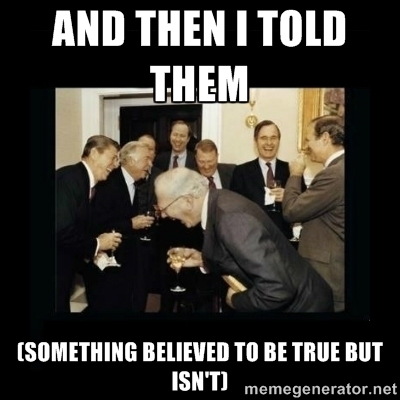 AND THEN I TOLD
THEM
(SOMETHING BELIEVED TO BE TRUE BUT
ISN'T)
memegenerator.net